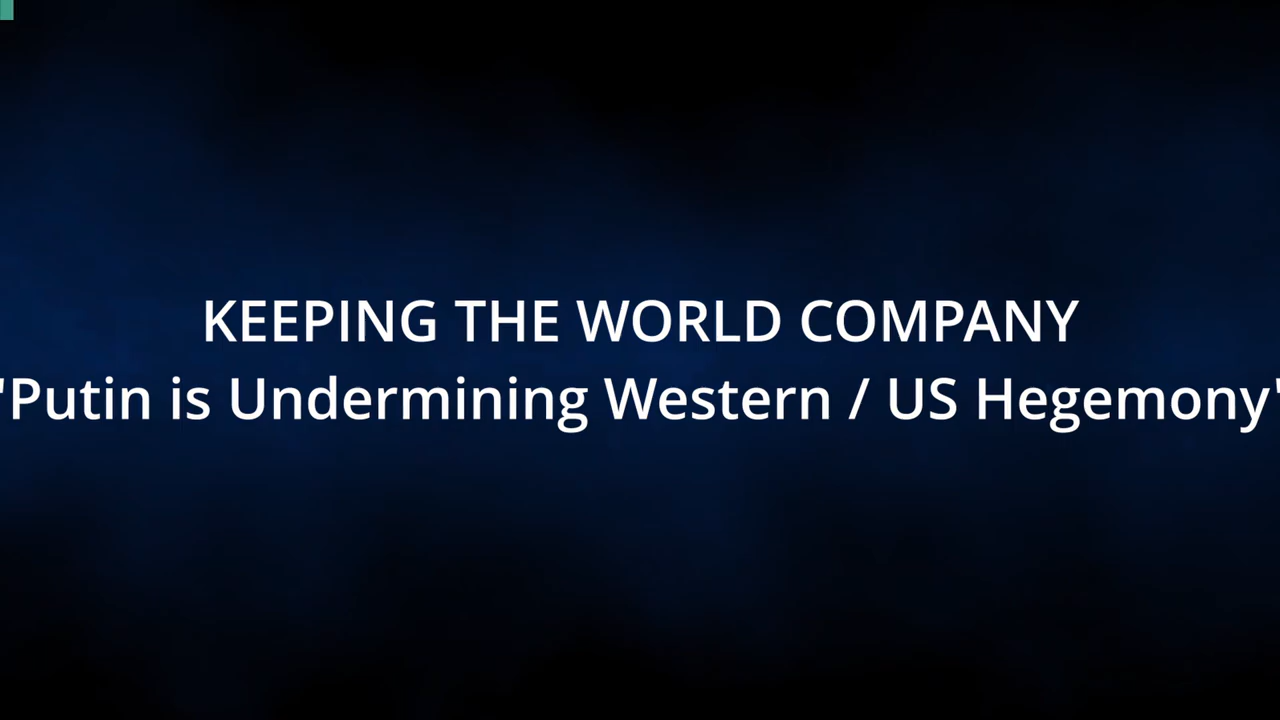 KEEPING THE WORLD COMPANY
"Putin is Undermining Western / US Hegemony"